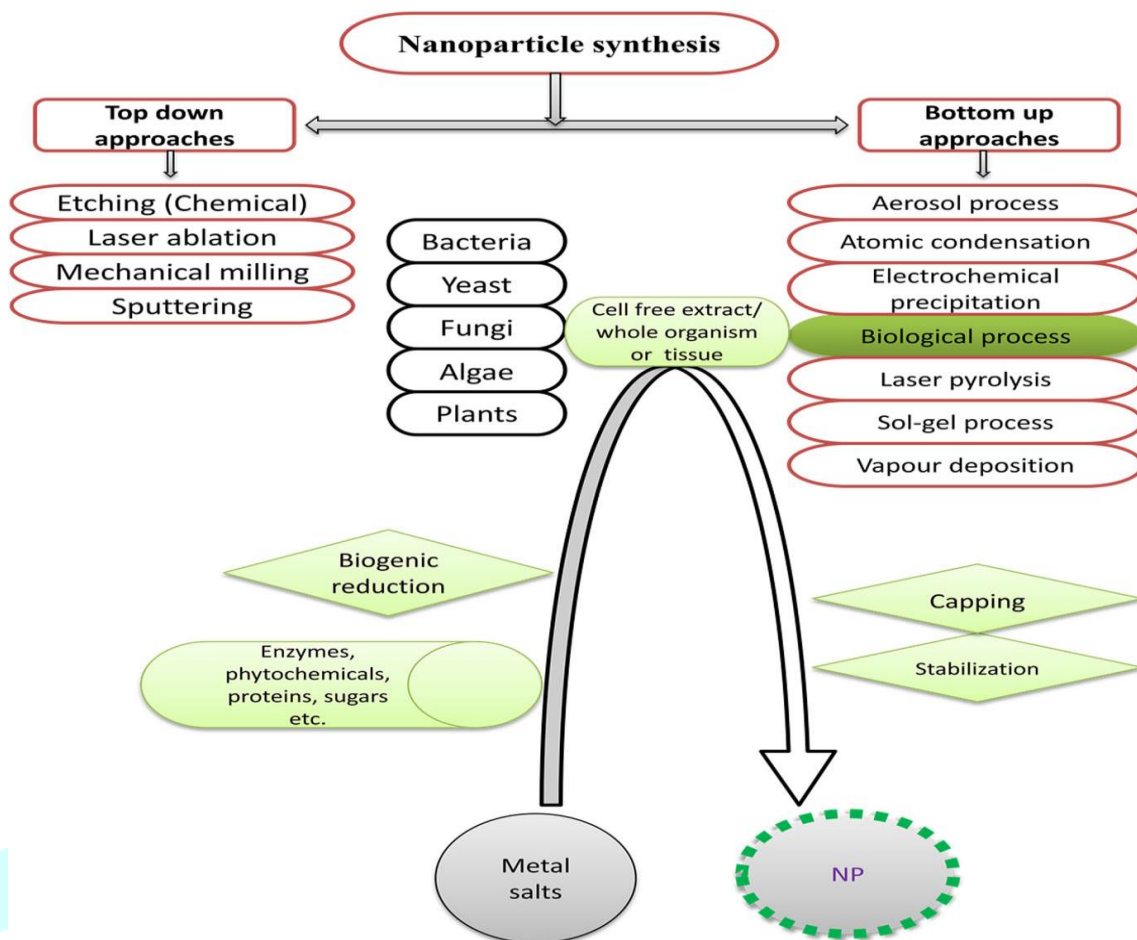 Nanoparticle synthesis
Top down
approaches
Bottom up
approaches
Etching (Chemical)
Laser ablation
Mechanical milling
Sputtering
Bacteria
Yeast
Fungi
Algae
Plants
Cell free extract/
whole organism
or tissue
Aerosol process
Atomic condensation
Electrochemical
precipitation
Biological process
Laser pyrolysis
Sol-gel process
Vapour deposition
Biogenic
reduction
Enzymes,
phytochemicals,
proteins, sugars
etc.
Capping
Stabilization
Metal
salts
NP